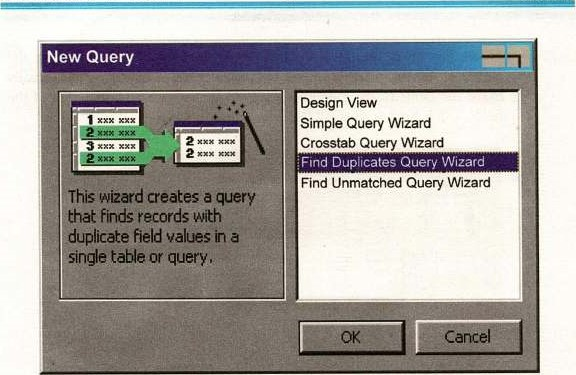 New Query
1 xxx xxx
2 xxx xxx
3 xxx xxx
2 xxx xxx
2 xxx xxx
2 xxx xxx
This wizard creates a query
that finds records with
duplicate field values in a
single table or query.
Design View
Simple Query Wizard
Crosstab Query Wizard
Find Duplicates Query Wizard
Find Unmatched Query Wizard
OK
Cancel